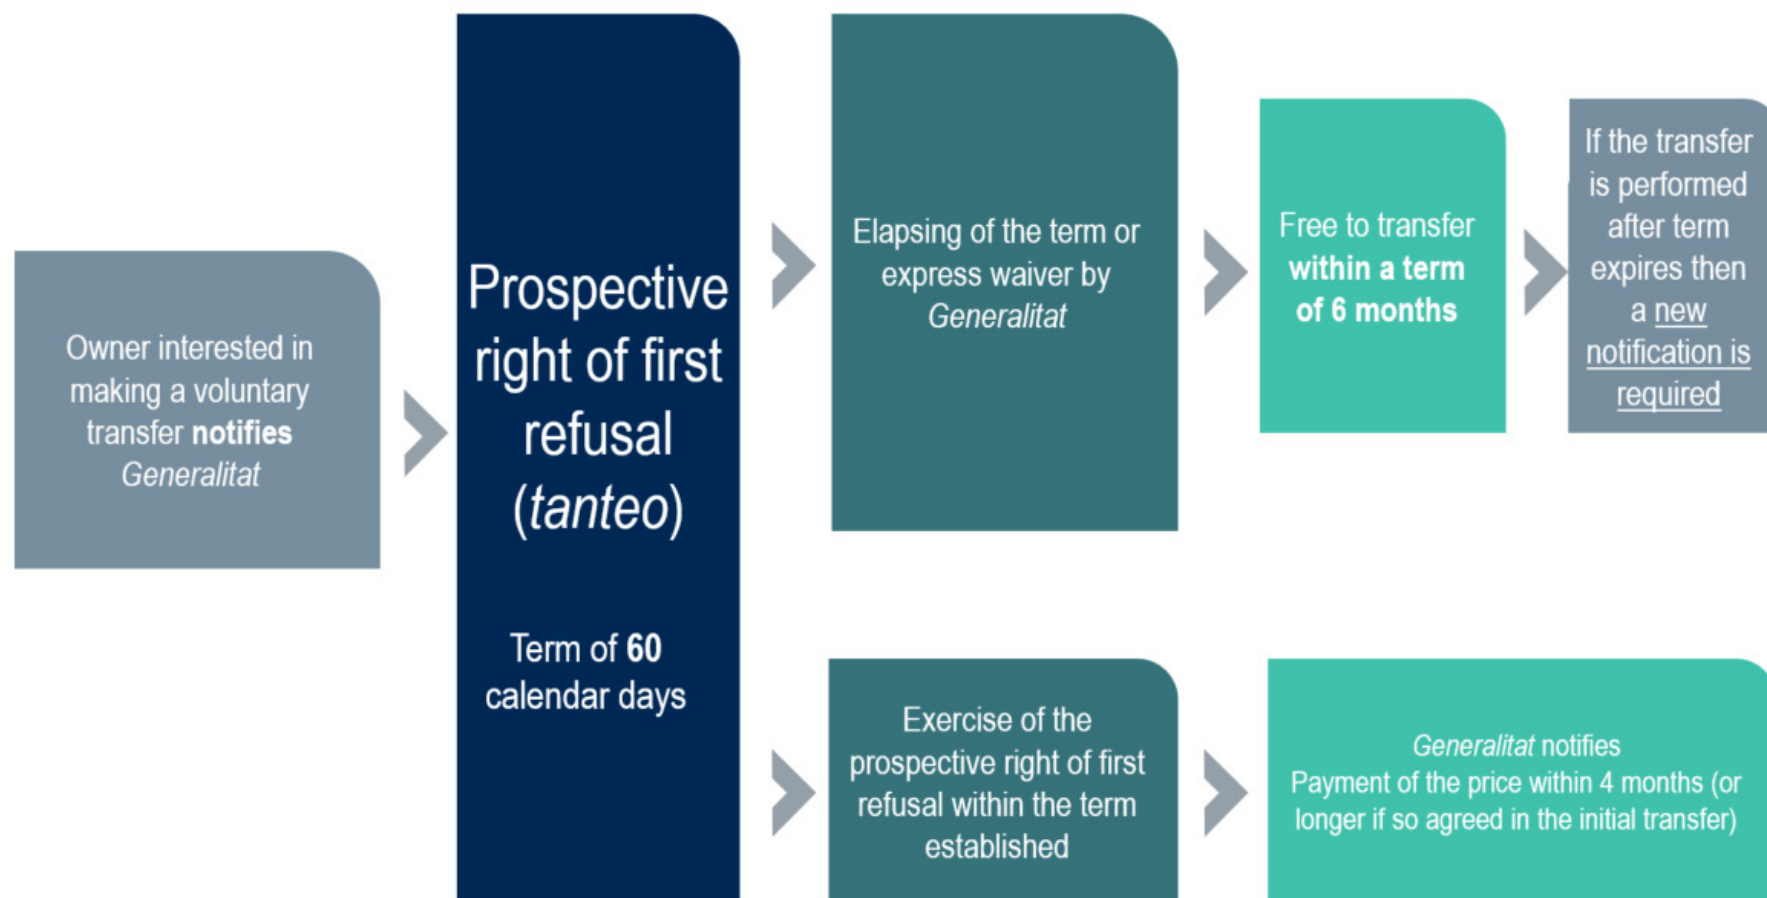 Owner interested in
making a voluntary
transfer notifies
Generalitat
Prospective
right of first
refusal
(tanteo)
Term of 60
calendar days
Elapsing of the term or
express waiver by
Generalitat
Free to transfer
within a term
of 6 months
If the transfer
is performed
after term
expires then
a new
notification is
required
Exercise of the
prospective right of first
refusal within the term
established
Generalitat notifies
Payment of the price within 4 months (or
longer if so agreed in the initial transfer)